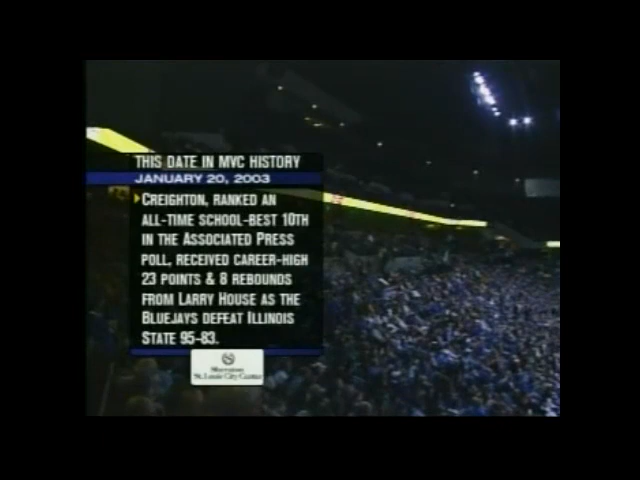 THIS DATE IN MVC HISTORY
JANUARY 20, 2003
CREIGHTON, RANKED AN
ALL-TIME SCHOOL-BEST 10TH
IN THE ASSOCIATED PRESS
POLL, RECEIVED CAREER-HIGH
23 POINTS & 8 REBOUNDS
FROM LARRY HOUSE AS THE
BLUEJAYS DEFEAT ILLINOIS
STATE 95-83.
Sheraton
St. Louis City Center